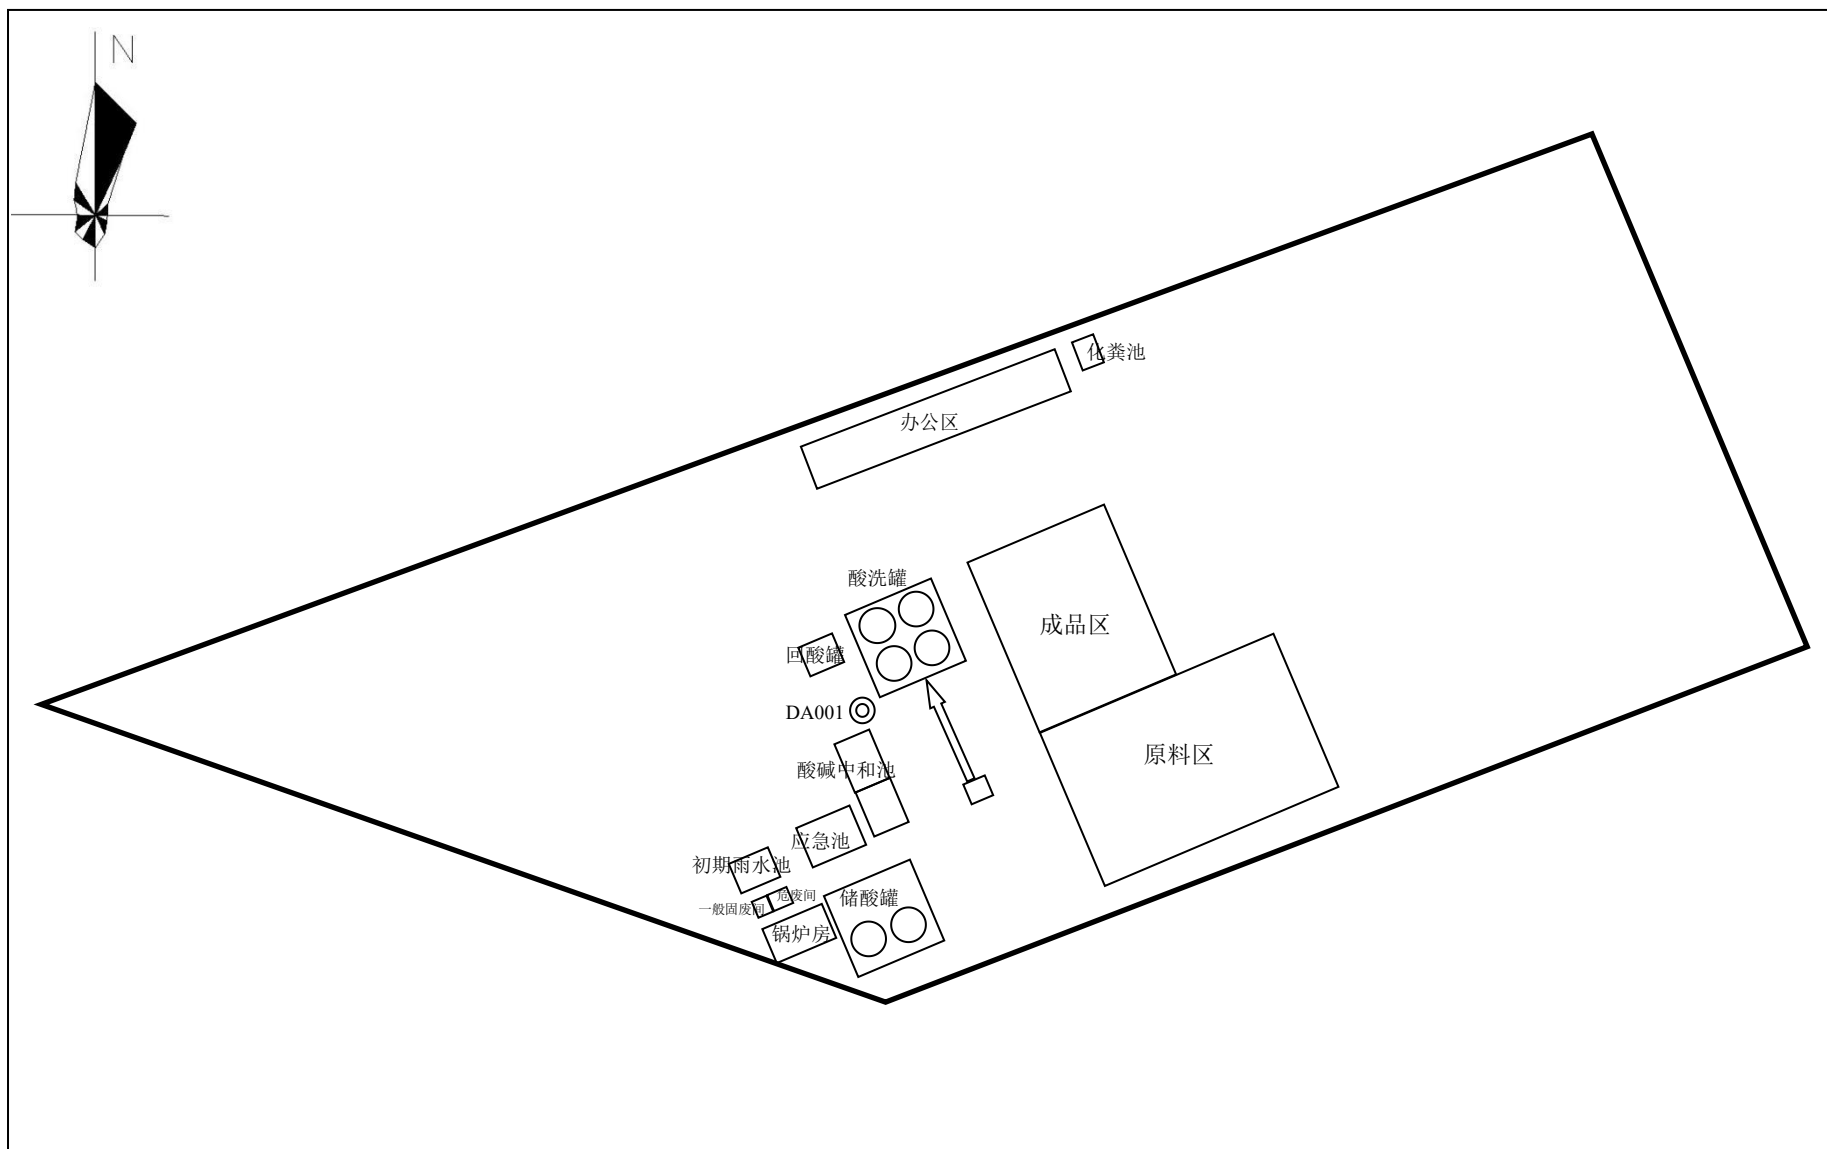 N
化粪池
办公区
酸洗罐
成品区
回酸罐
DA001
原料区
酸碱中和池
应急池
初期雨水池
危废间
一般固废间
储酸罐
锅炉房